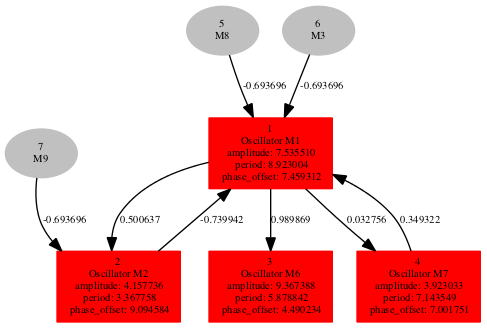 5
M8
6
M3
-0.693696
-0.693696
1
Oscillator M1
amplitude: 7.535510
period: 8.923004
phase_offset: 7.459312
7
M9
-0.693696
0.500637
-0.739942
0.989869
0.032756
0.349322
2
Oscillator M2
amplitude: 4.157736
period: 3.367758
phase_offset: 9.094584
3
Oscillator M6
amplitude: 9.367388
period: 5.878842
phase_offset: 4.490234
4
Oscillator M7
amplitude: 3.923033
period: 7.143549
phase_offset: 7.001751